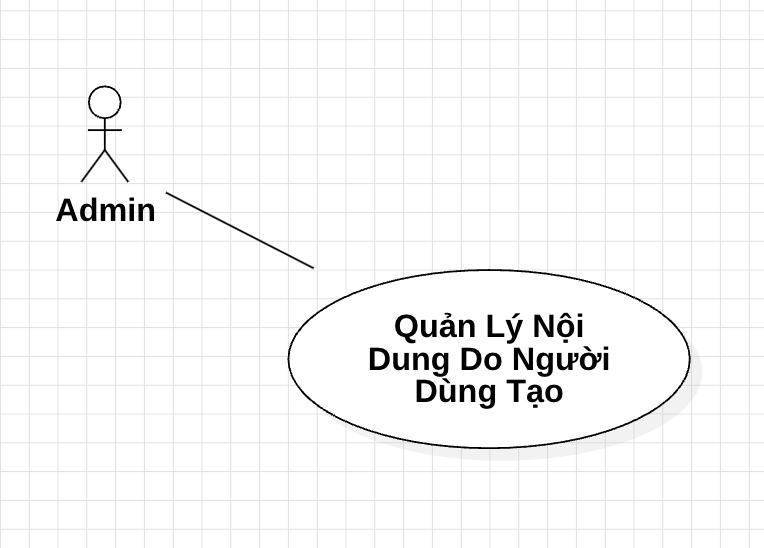 Admin
Quản Lý Nội
Dung Do Người
Dùng Tạo